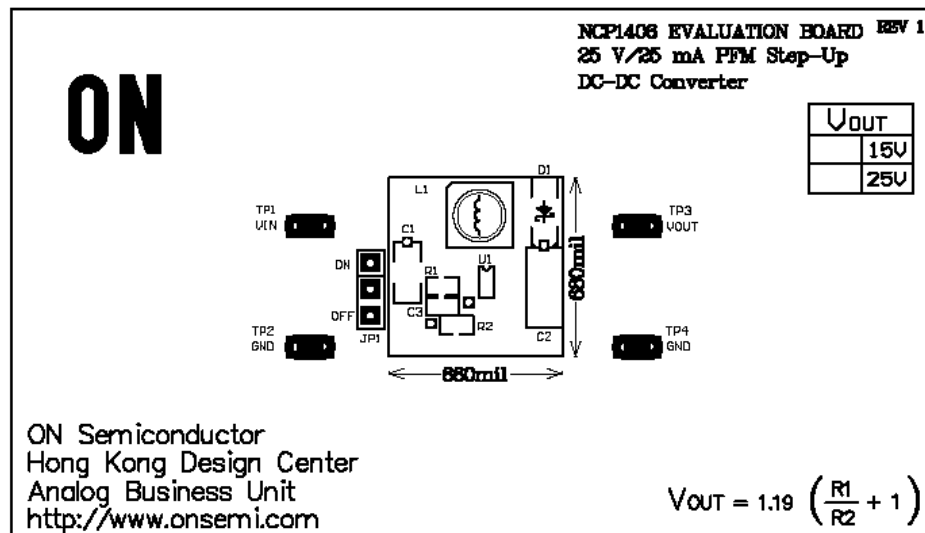 NCP1406 EVALUATION BOARD REV 1
25 V/25 mA PFM Step-Up
DC-DC Converter
ON
VOUT
15V
25V
D1
L1
TP1
VIN
TP3
VOUT
C1
ON
U1
R1
680mil
OFF
C3
R2
JP1
C2
TP2
GND
TP4
GND
680mil
ON Semiconductor
Hong Kong Design Center
Analog Business Unit
http://www.onsemi.com
VOUT = 1.19 (R1/R2 + 1)